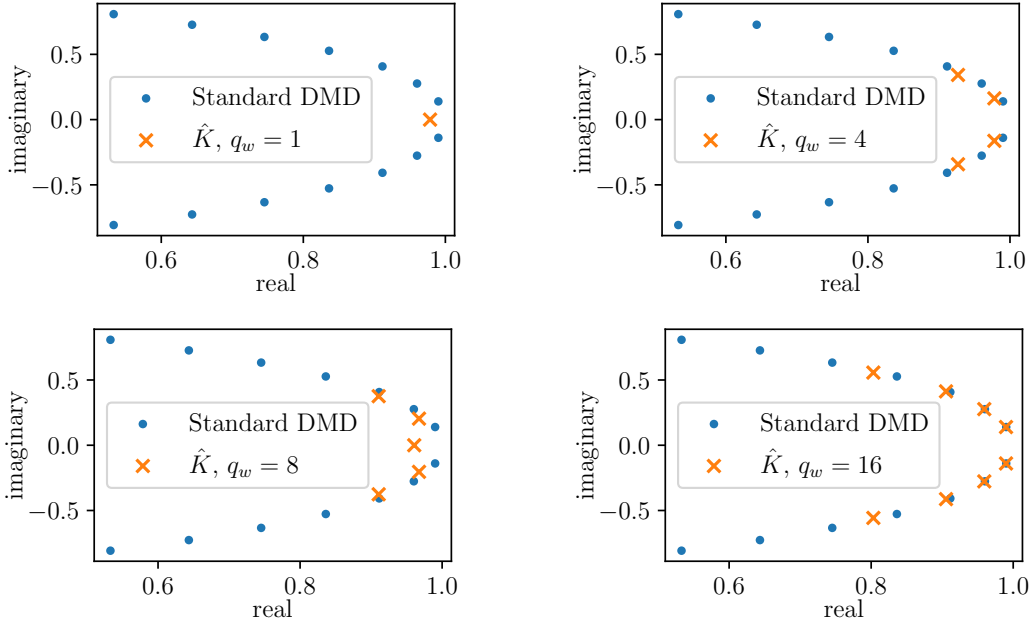 imaginary
0.5
0.0
−0.5
Standard DMD
K̂, q_w = 1
0.6
0.8
1.0
real
imaginary
0.5
0.0
−0.5
Standard DMD
K̂, q_w = 4
0.6
0.8
1.0
real
imaginary
0.5
0.0
−0.5
Standard DMD
K̂, q_w = 8
0.6
0.8
1.0
real
imaginary
0.5
0.0
−0.5
Standard DMD
K̂, q_w = 16
0.6
0.8
1.0
real